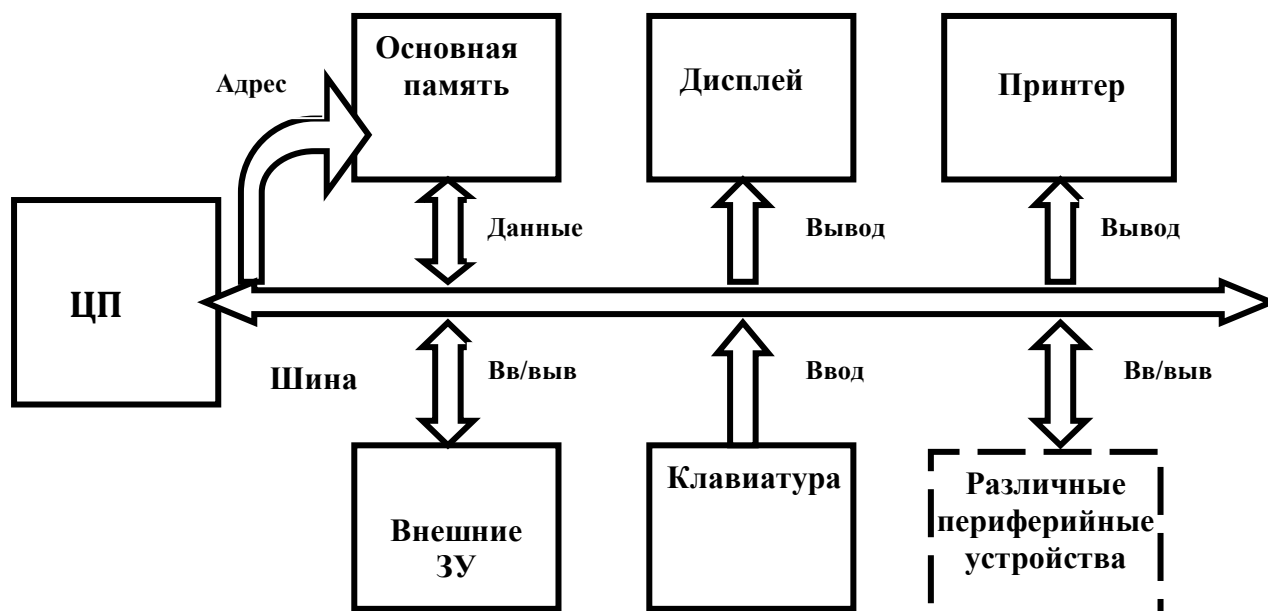 Основная
память
Адрес
Дисплей
Принтер
Данные
Вывод
Вывод
ЦП
Шина
Вв/выв
Ввод
Вв/выв
Внешние
ЗУ
Клавиатура
Различные
периферийные
устройства